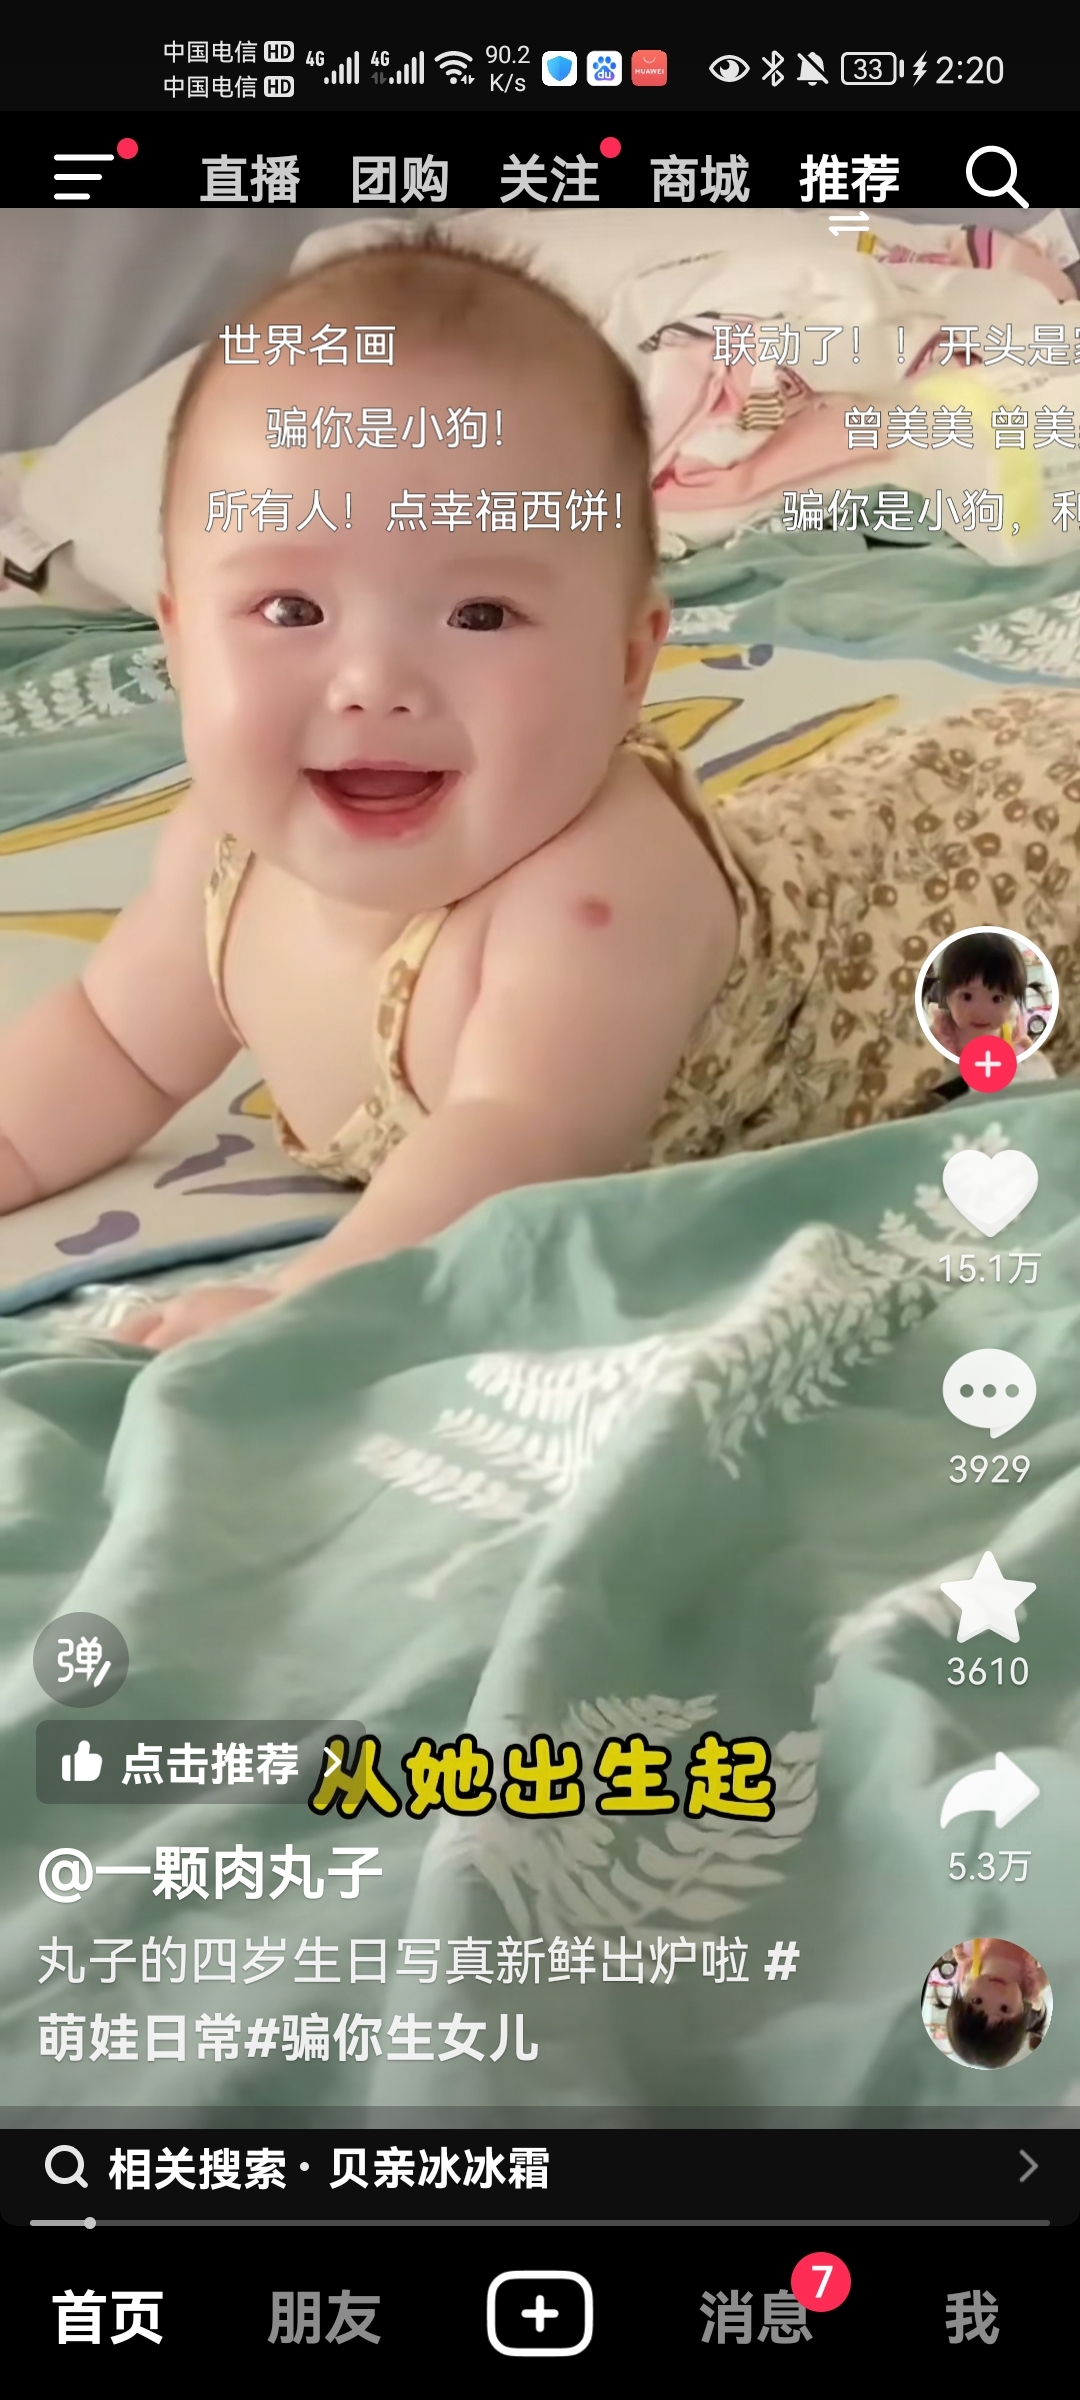 中国电信 HD
中国电信 HD
4G
4G
90.2
K/s
du
HUAWEI
33
2:20
直播 团购 关注 商城 推荐
世界名画
联动了！！开头是
骗你是小狗！
曾美美 曾美
所有人！点幸福西饼！
骗你是小狗，和
15.1万
3929
3610
5.3万
弹
点击推荐
从她出生起
@一颗肉丸子
丸子的四岁生日写真新鲜出炉啦 #
萌娃日常#骗你生女儿
相关搜索 · 贝亲冰冰霜
首页 朋友 消息 7 我